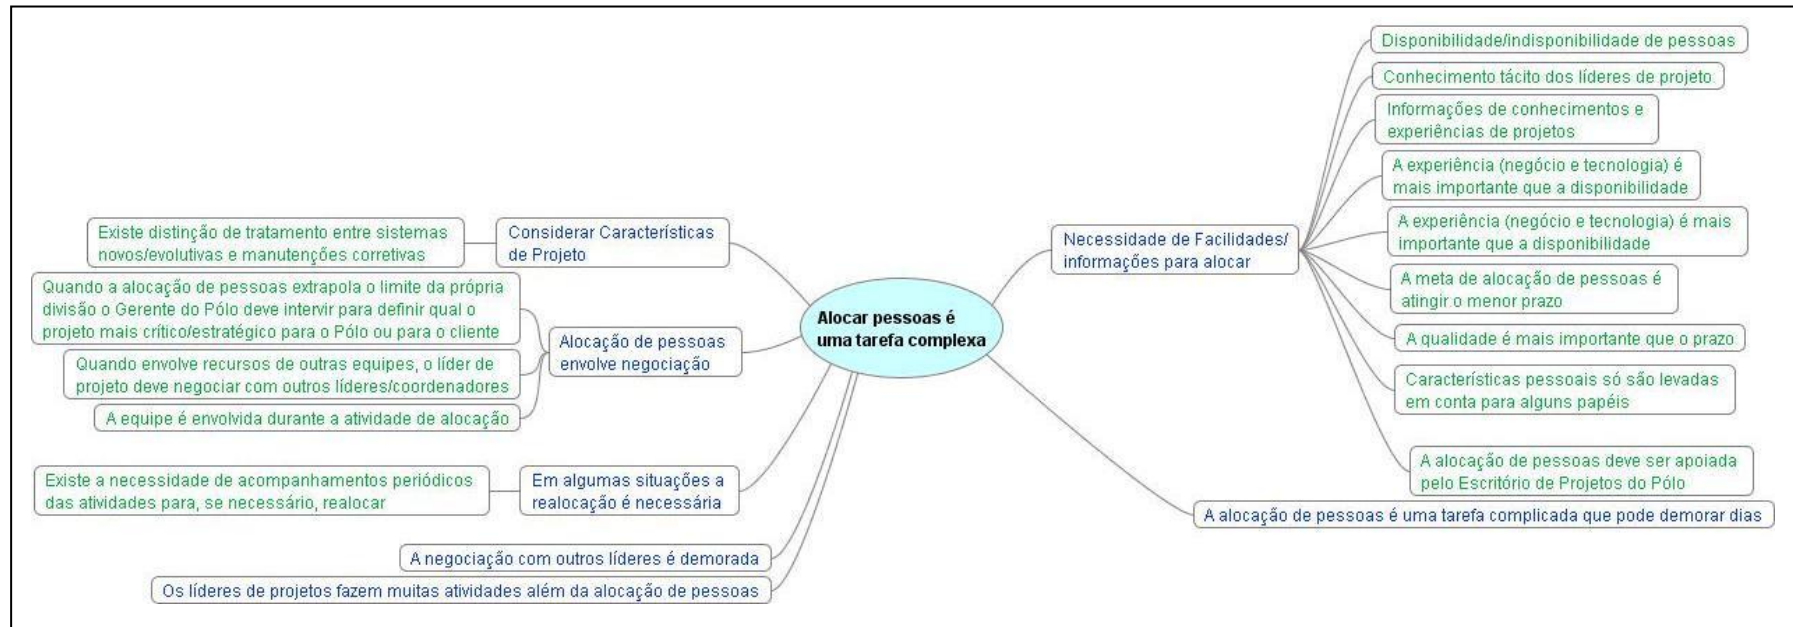 Alocar pessoas é
uma tarefa complexa
Considerar Características
de Projeto
Existe distinção de tratamento entre sistemas
novos/evolutivas e manutenções corretivas
Alocação de pessoas
envolve negociação
Quando a alocação de pessoas extrapola o limite da própria
divisão o Gerente do Pólo deve intervir para definir qual o
projeto mais crítico/estratégico para o Pólo ou para o cliente
Quando envolve recursos de outras equipes, o líder de
projeto deve negociar com outros líderes/coordenadores
A equipe é envolvida durante a atividade de alocação
Em algumas situações a
realocação é necessária
Existe a necessidade de acompanhamentos periódicos
das atividades para, se necessário, realocar
A negociação com outros líderes é demorada
Os líderes de projetos fazem muitas atividades além da alocação de pessoas
Necessidade de Facilidades/
informações para alocar
Disponibilidade/indisponibilidade de pessoas
Conhecimento tácito dos líderes de projeto
Informações de conhecimentos e
experiências de projetos
A experiência (negócio e tecnologia) é
mais importante que a disponibilidade
A experiência (negócio e tecnologia) é mais
importante que a disponibilidade
A meta de alocação de pessoas é
atingir o menor prazo
A qualidade é mais importante que o prazo
Características pessoais só são levadas
em conta para alguns papéis
A alocação de pessoas deve ser apoiada
pelo Escritório de Projetos do Pólo
A alocação de pessoas é uma tarefa complicada que pode demorar dias